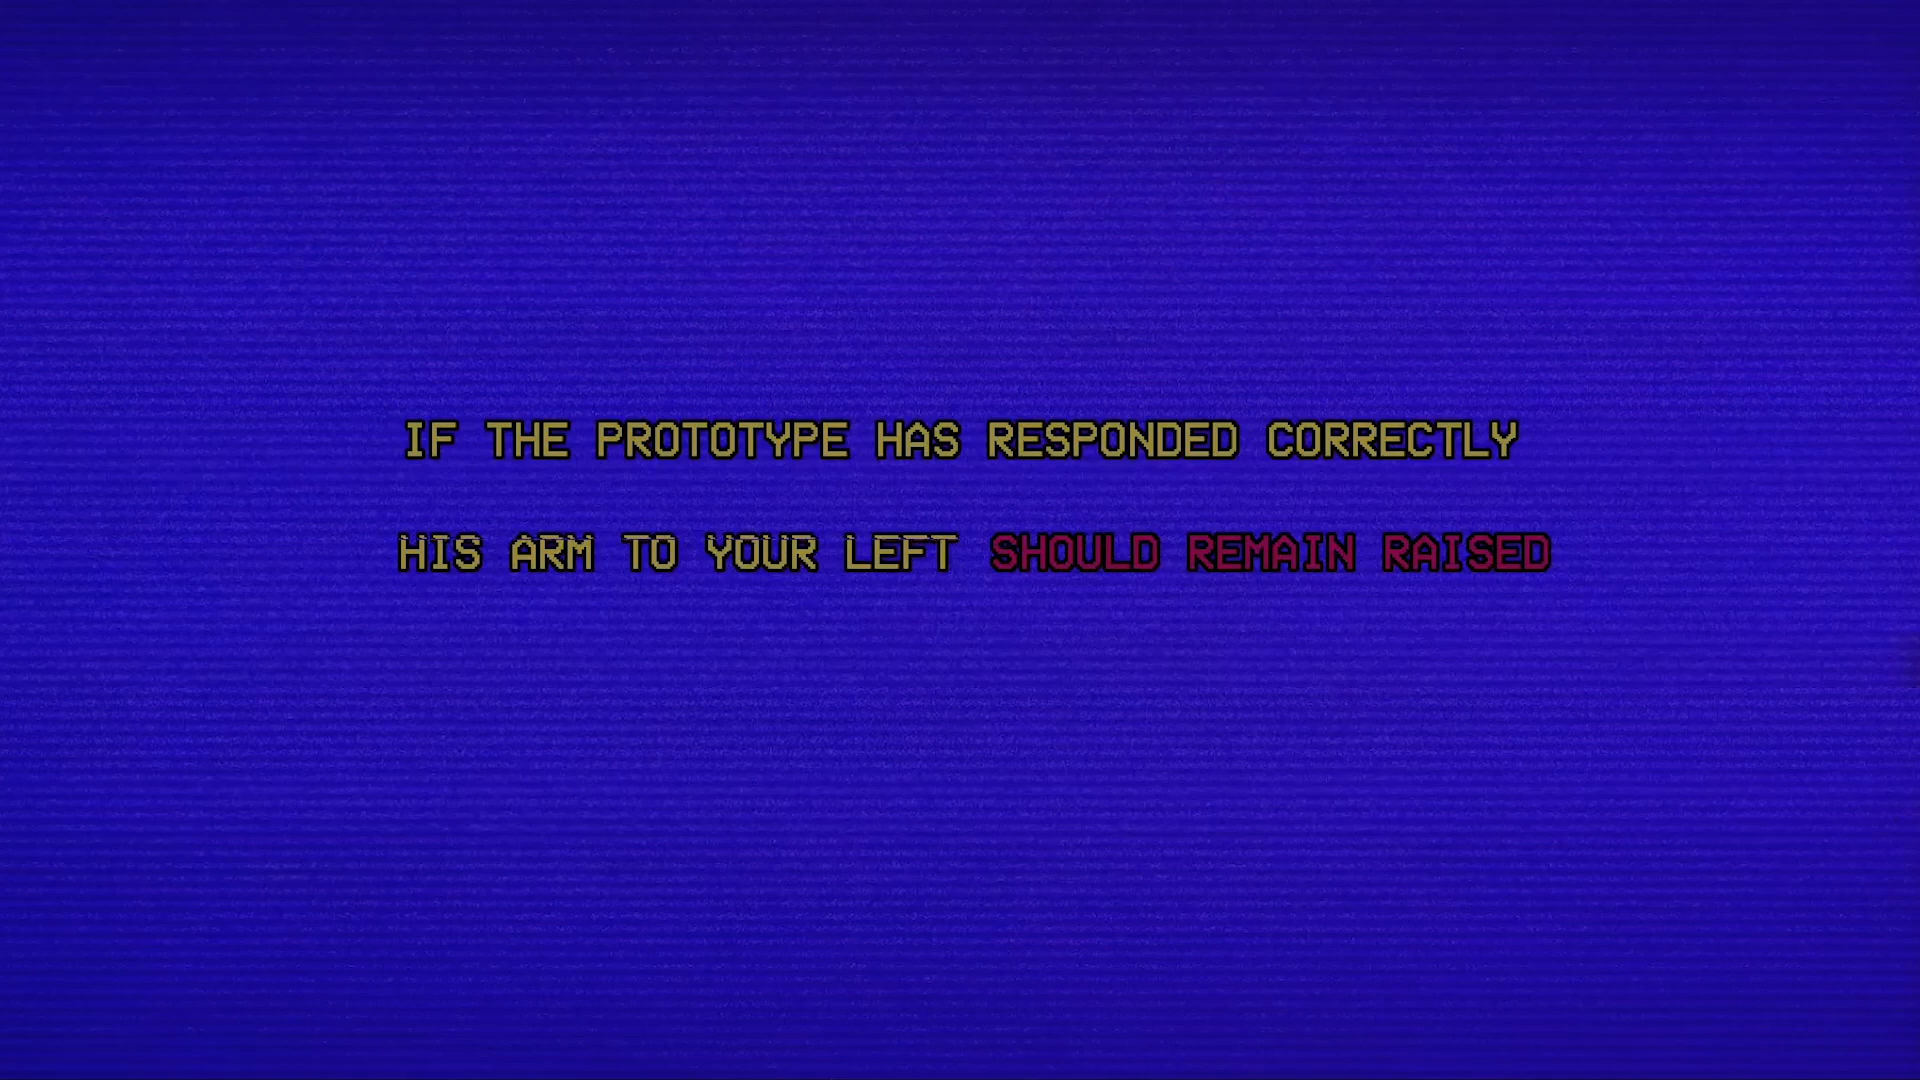 IF THE PROTOTYPE HAS RESPONDED CORRECTLY
HIS ARM TO YOUR LEFT SHOULD REMAIN RAISED